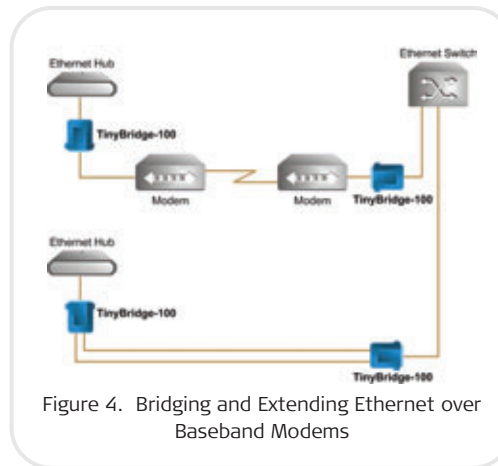 Ethernet Switch
Ethernet Hub
TinyBridge-100
Modem
Modem
TinyBridge-100
Ethernet Hub
TinyBridge-100
TinyBridge-100
Figure 4. Bridging and Extending Ethernet over
Baseband Modems